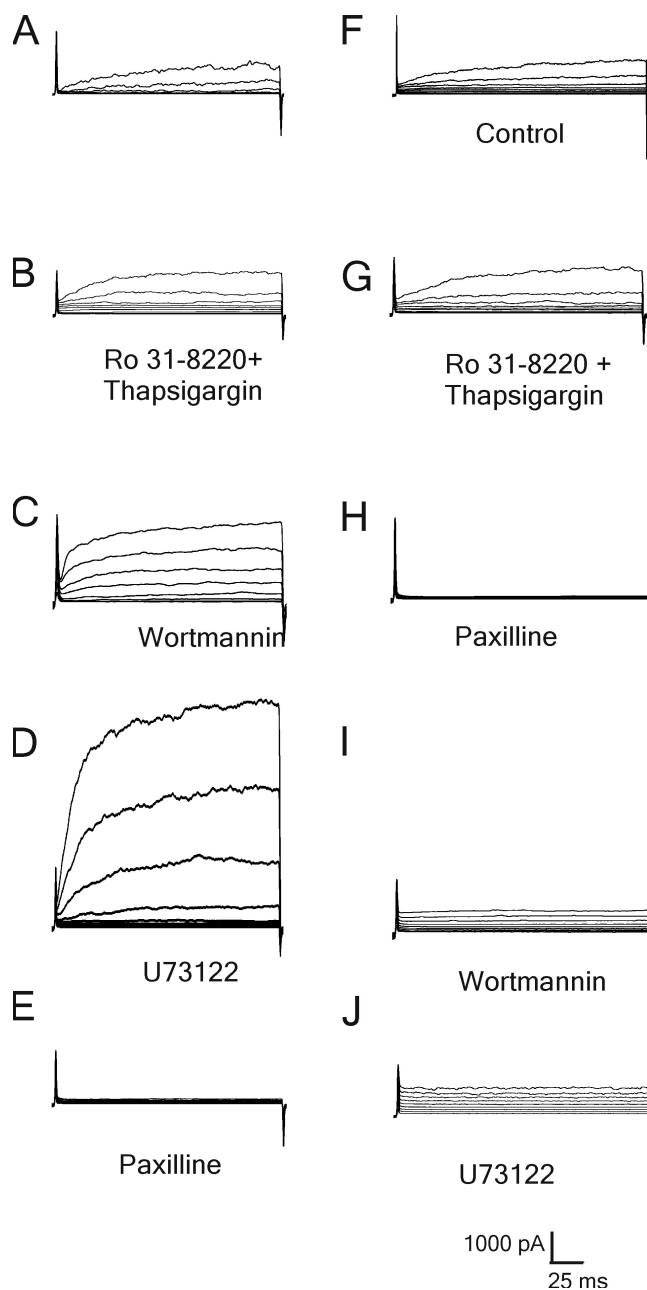 A
F
Control
B
Ro 31-8220+
Thapsigargin
G
Ro 31-8220 +
Thapsigargin
C
Wortmannin
H
Paxilline
D
U73122
I
Wortmannin
E
Paxilline
J
U73122
1000 pA
25 ms